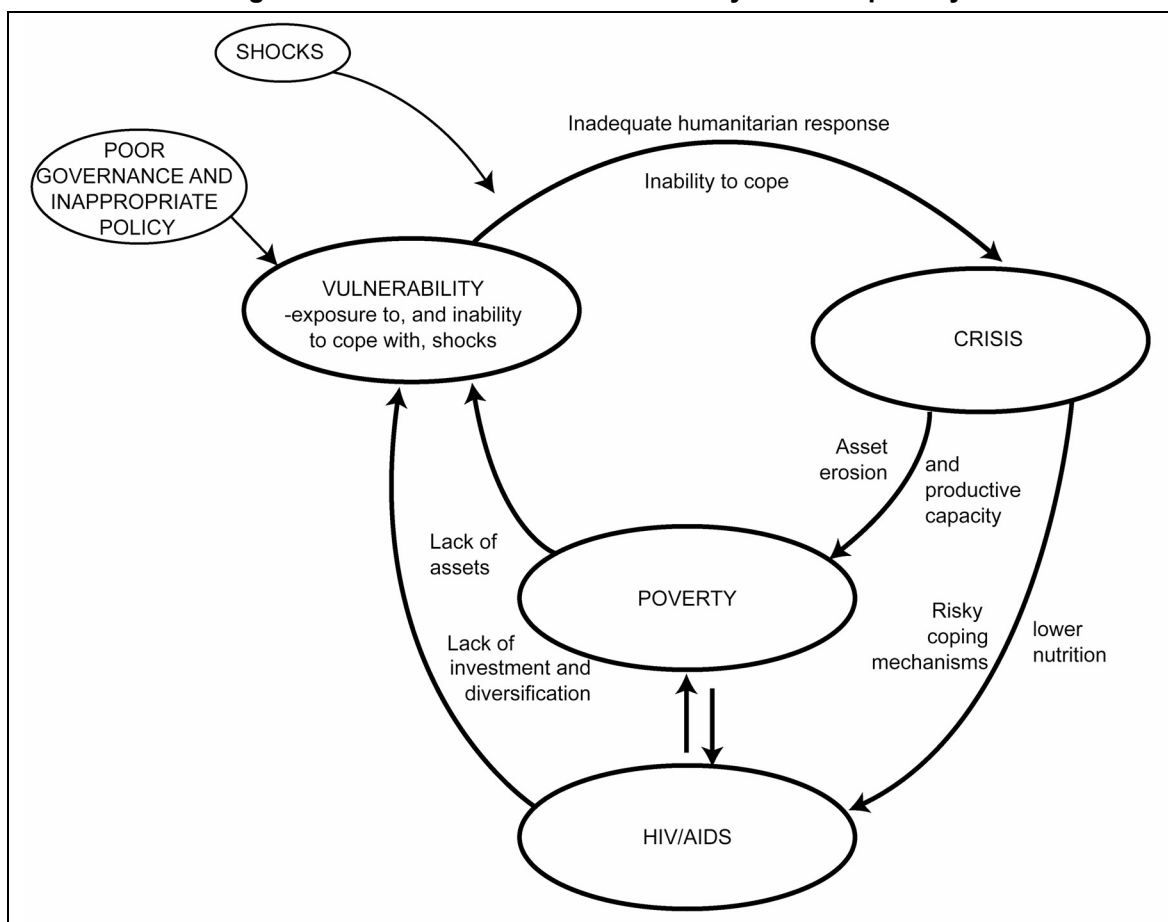 SHOCKS
POOR
GOVERNANCE AND
INAPPROPRIATE
POLICY
Inadequate humanitarian response
Inability to cope
VULNERABILITY
-exposure to, and inability
to cope with, shocks
CRISIS
Asset
erosion
and
productive
capacity
Lack of
assets
POVERTY
Lack of
investment and
diversification
Risky
coping
mechanisms
lower
nutrition
HIV/AIDS